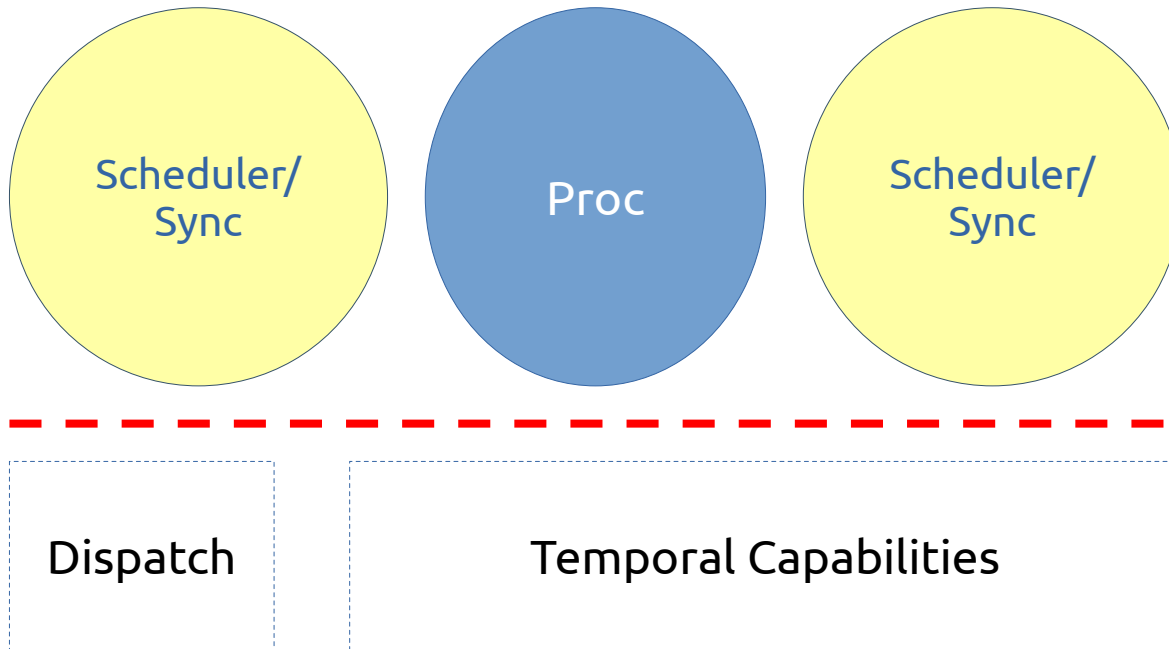 Scheduler/
Sync
Proc
Scheduler/
Sync
Dispatch
Temporal Capabilities